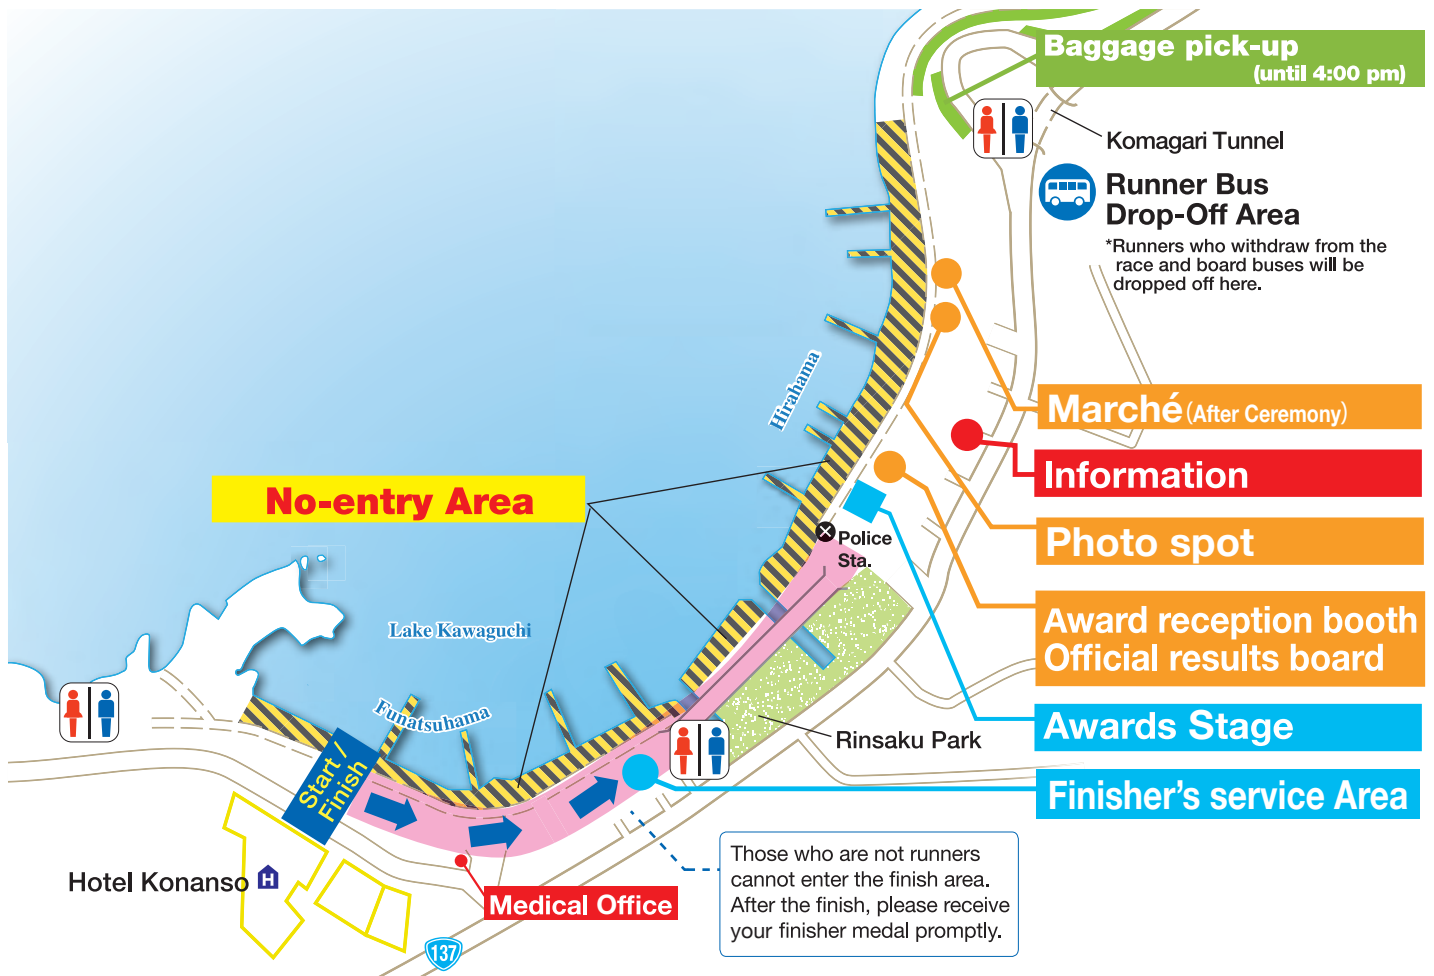 Baggage pick-up
(until 4:00 pm)
Komagari Tunnel
Runner Bus
Drop-Off Area
*Runners who withdraw from the
race and board buses will be
dropped off here.
Hirahama
Marché (After Ceremony)
Information
No-entry Area
Photo spot
Police
Sta.
Award reception booth
Official results board
Lake Kawaguchi
Funatsuhama
Rinsaku Park
Awards Stage
Start /
Finish
Finisher's service Area
Those who are not runners
cannot enter the finish area.
After the finish, please receive
your finisher medal promptly.
Hotel Konanso
H
Medical Office
137